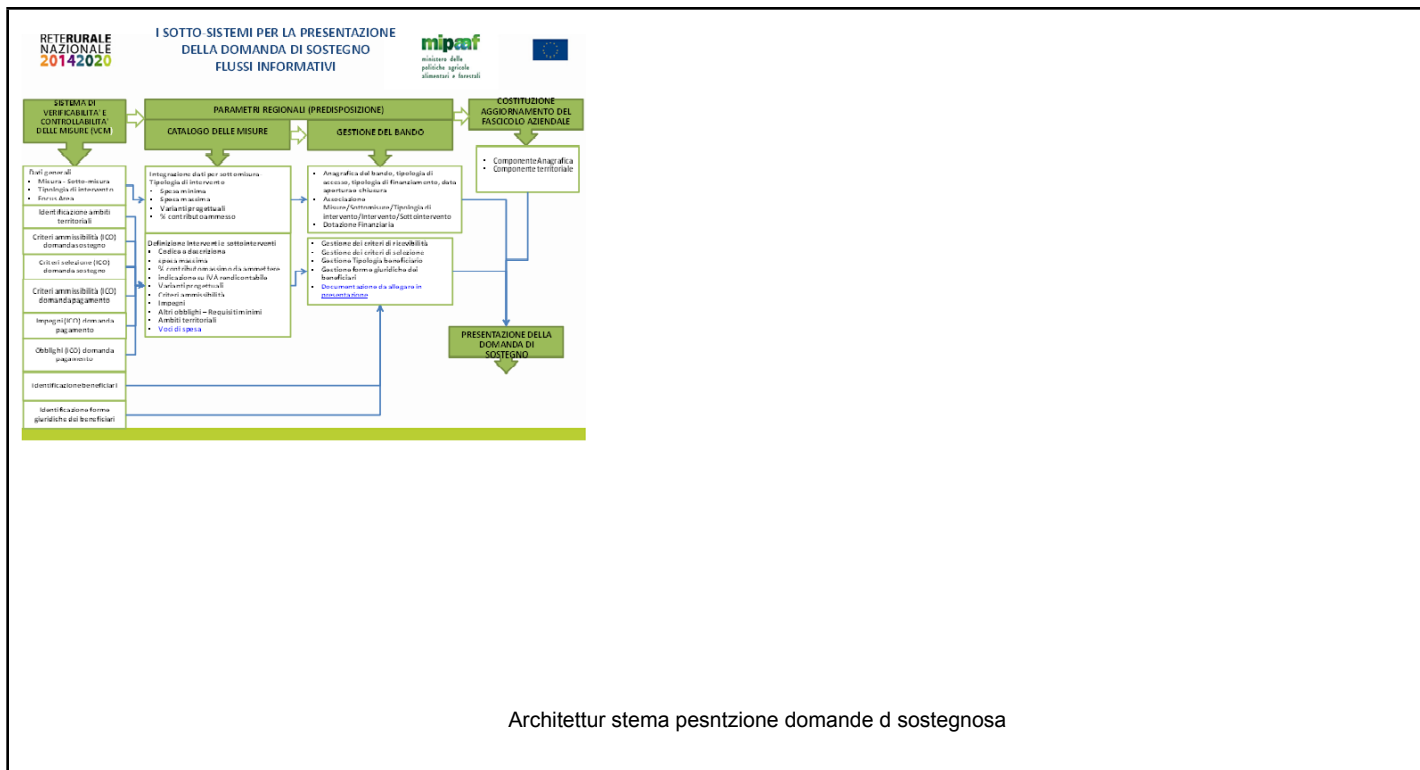 RETERURALE
NAZIONALE
20142020
I SOTTO-SISTEMI PER LA PRESENTAZIONE
DELLA DOMANDA DI SOSTEGNO
FLUSSI INFORMATIVI
mipaaf
ministero delle
politiche agricole
alimentari e forestali
SISTEMA DI
VERIFICABILITA' E
CONTROLLABILITA'
DELLE MISURE (VCM)
PARAMETRI REGIONALI (PREDISPOSIZIONE)
CATALOGO DELLE MISURE
GESTIONE DEL BANDO
COSTITUZIONE
AGGIORNAMENTO DEL
FASCICOLO AZIENDALE
Dati generali
• Misura - Sotto-misura
• Tipologia di intervento
• Focus Area
Identificazione ambiti
territoriali
Criteri ammissibilità (ICO)
domanda sostegno
Criteri selezione (ICO)
domanda sostegno
Criteri ammissibilità (ICO)
domanda pagamento
Impegni (ICO) domanda
pagamento
Obblighi (ICO) domanda
pagamento
Identificazione beneficiari
Identificazione forme
giuridiche dei beneficiari
Integrazione dati per sottomisura
Tipologia di intervento
• Spesa minima
• Spesa massima
• Varianti progettuali
• % contributo ammesso
Definizione Interventi e sottointerventi
• Codice e descrizione
• spesa massima
• % contributo massimo da ammettere
• indicazione su IVA rendicontabile
• Varianti progettuali
• Criteri ammissibilità
• Impegni
• Altri obblighi – Requisiti minimi
• Ambiti territoriali
• Voci di spesa
• Anagrafica del bando, tipologia di
accesso, tipologia di finanziamento, data
apertura e chiusura
• Associazione
Misure/Sottomisure/Tipologia di
intervento/Intervento/Sottointervento
• Dotazione Finanziaria
• Gestione dei criteri di ricevibilità
• Gestione dei criteri di selezione
• Gestione Tipologia beneficiario
• Gestione forme giuridiche dei
beneficiari
• Documentazione da allegare in
presentazione
• Componente Anagrafica
• Componente territoriale
PRESENTAZIONE DELLA
DOMANDA DI
SOSTEGNO
Architettur stema pesntzione domande d sostegnosa